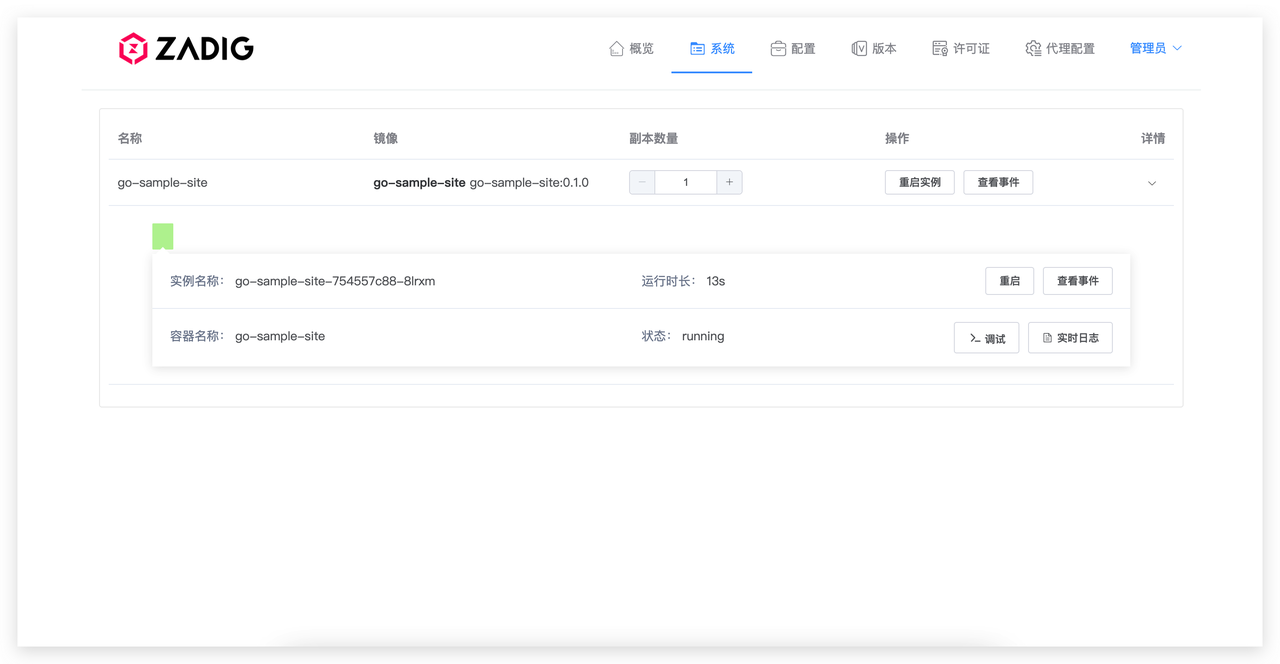 ZADIG 概览 系统 配置 版本 许可证 代理配置 管理员
名称 镜像 副本数量 操作 详情
go-sample-site go-sample-site go-sample-site:0.1.0 － 1 + 重启实例 查看事件
实例名称： go-sample-site-754557c88-8lrxm 运行时长： 13s 重启 查看事件
容器名称： go-sample-site 状态： running >_ 调试 实时日志